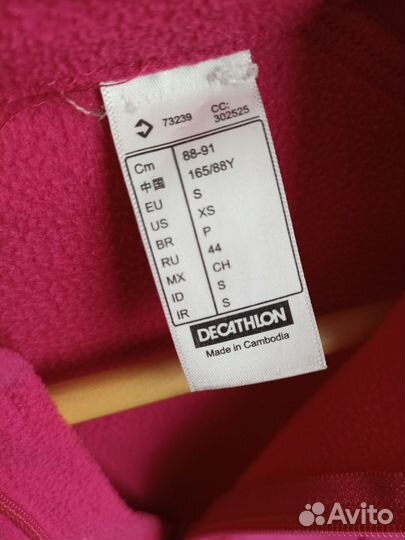 73239 CC: 302525
Cm 88-91
中国 165/88Y
EU S
US XS
BR P
RU 44
MX CH
ID S
IR S
DECATHLON
Made in Cambodia
Avito